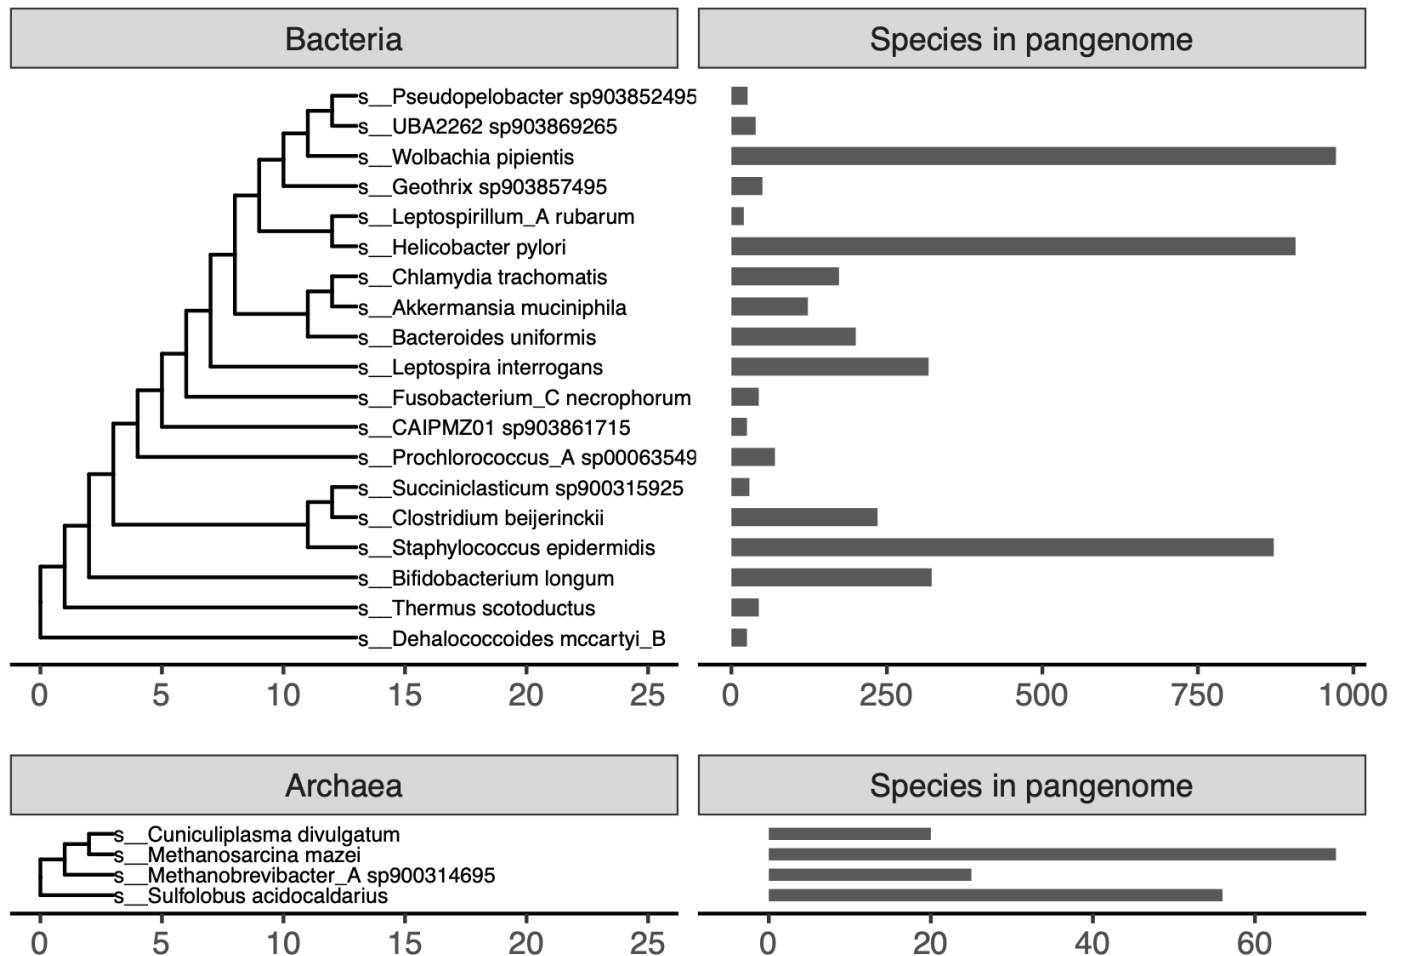 Bacteria
Species in pangenome
s__Pseudopelobacter sp903852495
s__UBA2262 sp903869265
s__Wolbachia pipientis
s__Geothrix sp903857495
s__Leptospirillum_A rubarum
s__Helicobacter pylori
s__Chlamydia trachomatis
s__Akkermansia muciniphila
s__Bacteroides uniformis
s__Leptospira interrogans
s__Fusobacterium_C necrophorum
s__CAIPMZ01 sp903861715
s__Prochlorococcus_A sp00063549
s__Succiniclasticum sp900315925
s__Clostridium beijerinckii
s__Staphylococcus epidermidis
s__Bifidobacterium longum
s__Thermus scotoductus
s__Dehalococcoides mccartyi_B
0 5 10 15 20 25
0 250 500 750 1000
Archaea
Species in pangenome
s__Cuniculiplasma divulgatum
s__Methanosarcina mazei
s__Methanobrevibacter_A sp900314695
s__Sulfolobus acidocaldarius
0 5 10 15 20 25
0 20 40 60